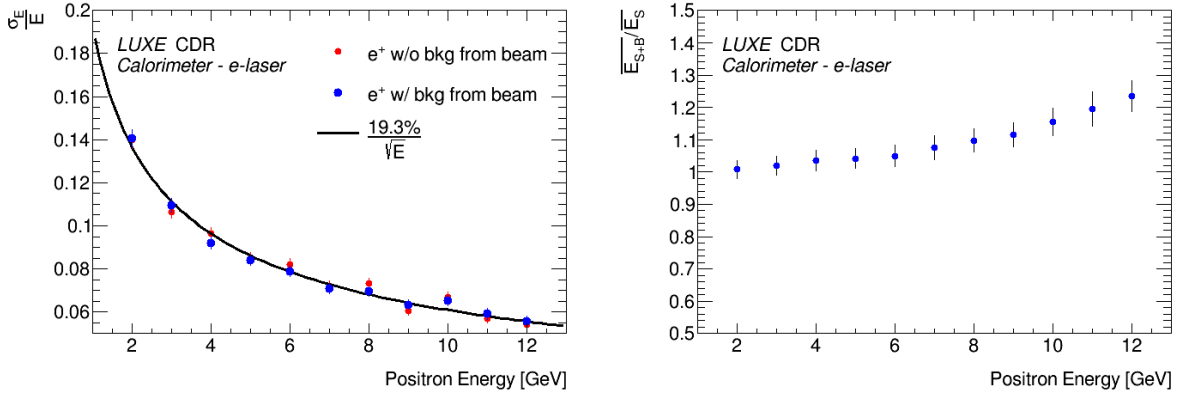 σ_E/E
0.2
0.18
0.16
0.14
0.12
0.1
0.08
0.06
LUXE CDR
Calorimeter - e-laser
e⁺ w/o bkg from beam
e⁺ w/ bkg from beam
19.3%
√E
2 4 6 8 10 12
Positron Energy [GeV]
E_{S+B}/E_S
1.5
1.4
1.3
1.2
1.1
1
0.9
0.8
0.7
0.6
0.5
LUXE CDR
Calorimeter - e-laser
2 4 6 8 10 12
Positron Energy [GeV]